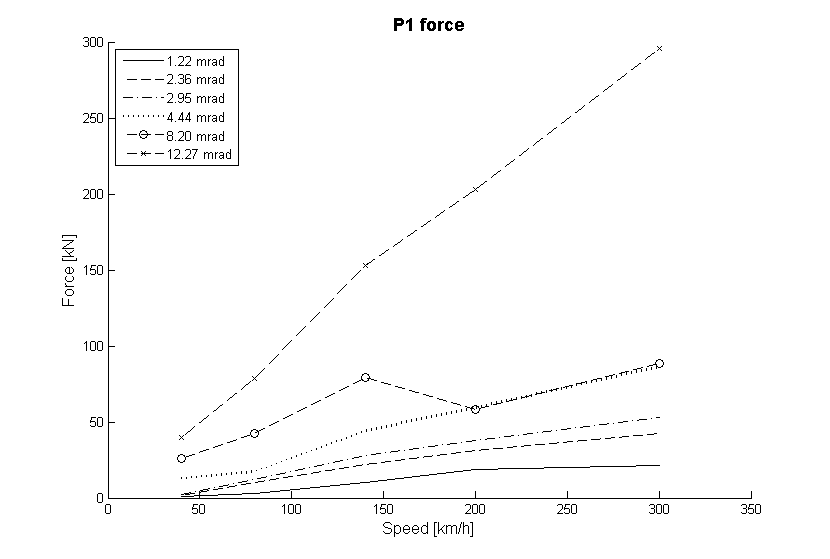 P1 force
300
250
200
150
100
50
0
1.22 mrad
2.36 mrad
2.95 mrad
4.44 mrad
8.20 mrad
12.27 mrad
Force [kN]
0 50 100 150 200 250 300 350
Speed [km/h]